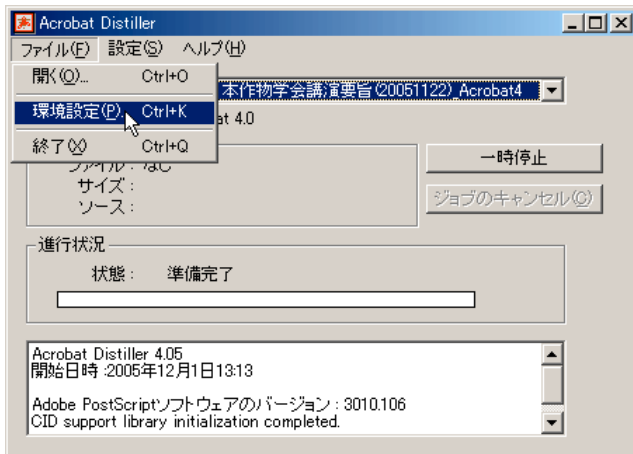 Acrobat Distiller
ファイル(F) 設定(S) ヘルプ(H)
開く(O)... Ctrl+O
環境設定(P)... Ctrl+K
終了(X) Ctrl+Q
本作物学会講演要旨(20051122)_Acrobat4
at 4.0
ファイル : なし
サイズ :
ソース :
一時停止
ジョブのキャンセル(C)
進行状況
状態 : 準備完了
Acrobat Distiller 4.05
開始日時 :2005年12月1日13:13
Adobe PostScriptソフトウェアのバージョン : 3010.106
CID support library initialization completed.